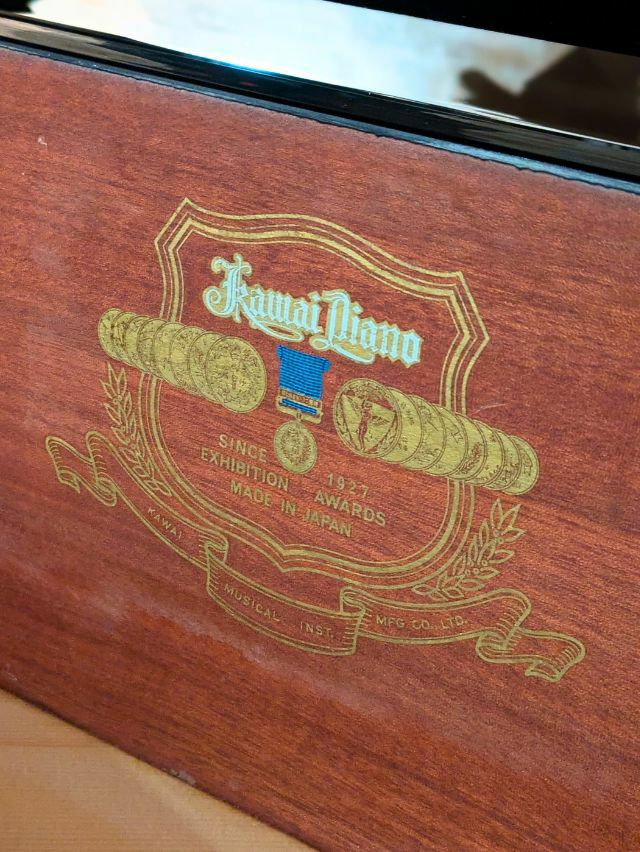 Kawai Piano
SINCE 1927
EXHIBITION AWARDS
MADE IN JAPAN
KAWAI MUSICAL INST. MFG CO., LTD.